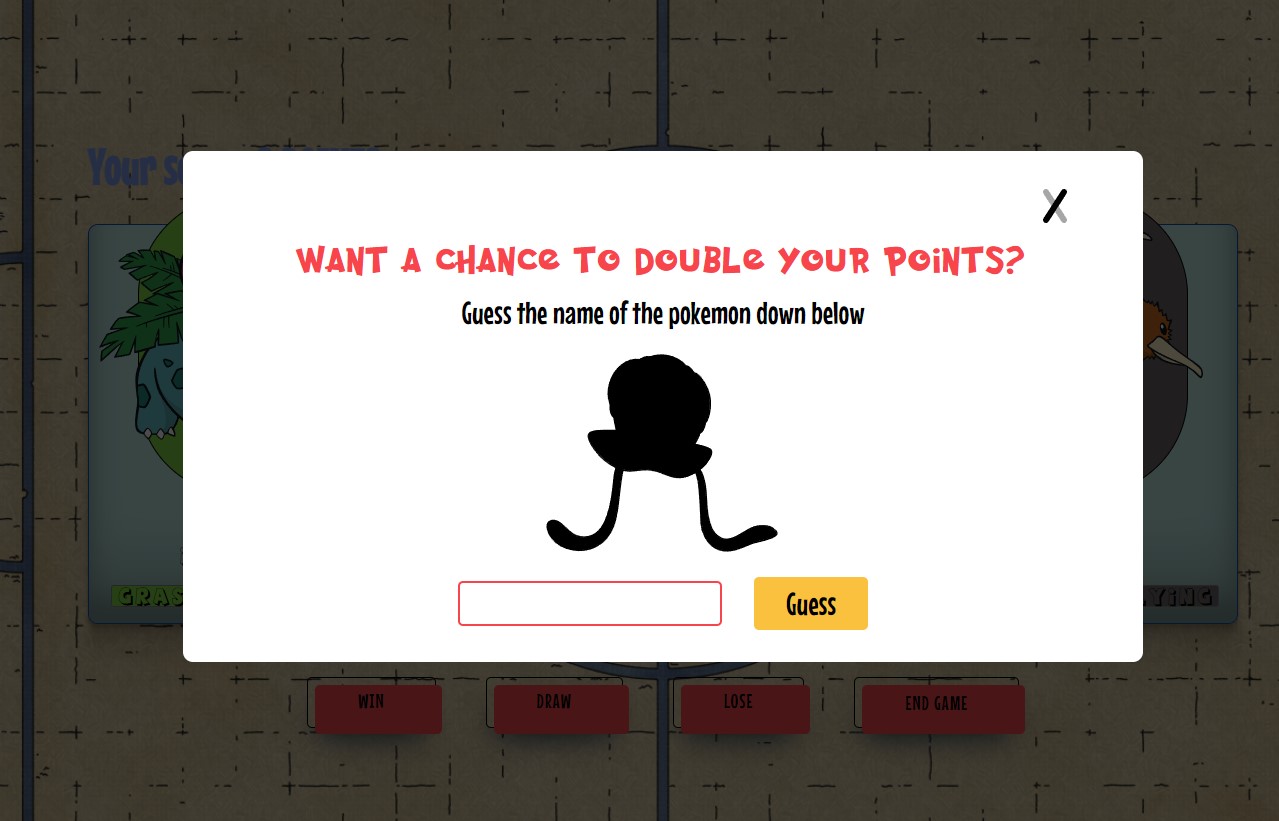 Your
WANT A CHANCE TO DOUBLE YOUR POINTS?
Guess the name of the pokemon down below
Guess
WIN
DRAW
LOSE
END GAME